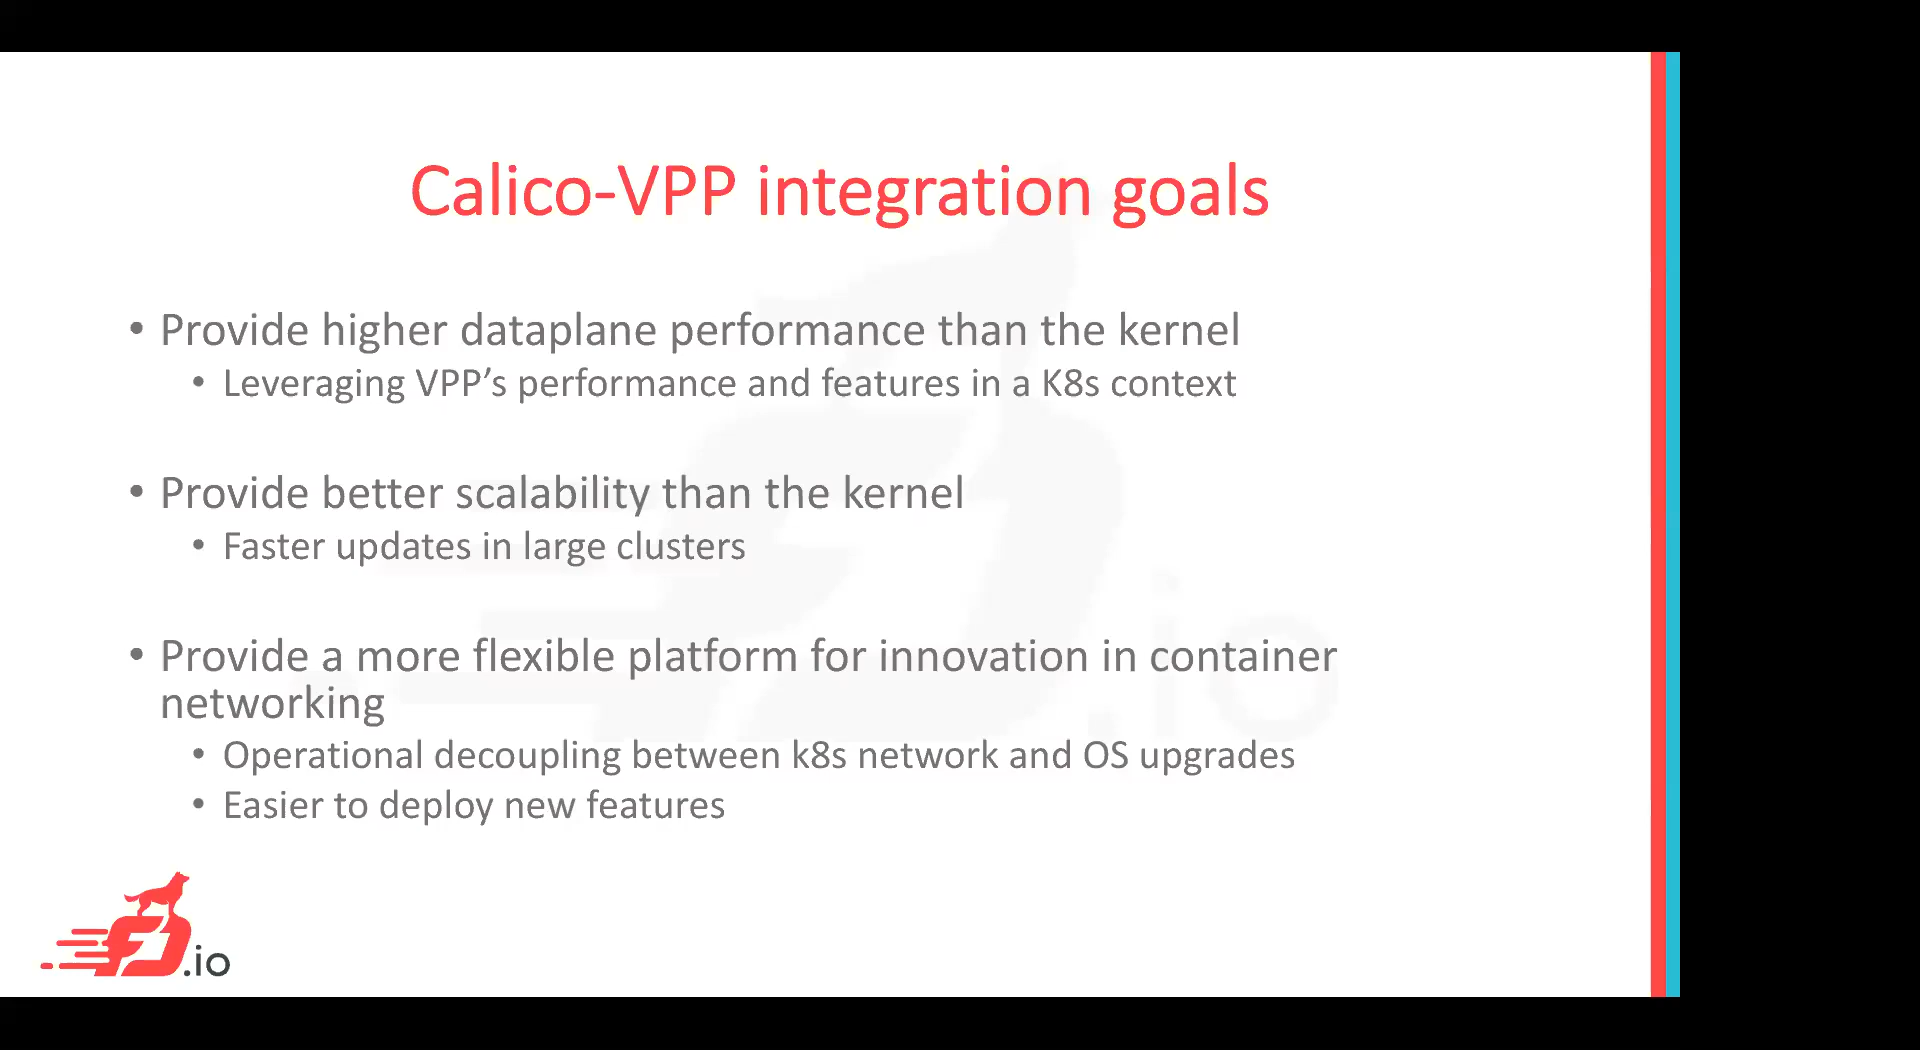 Calico-VPP integration goals
• Provide higher dataplane performance than the kernel
• Leveraging VPP’s performance and features in a K8s context
• Provide better scalability than the kernel
• Faster updates in large clusters
• Provide a more flexible platform for innovation in container
networking
• Operational decoupling between k8s network and OS upgrades
• Easier to deploy new features
FD.io